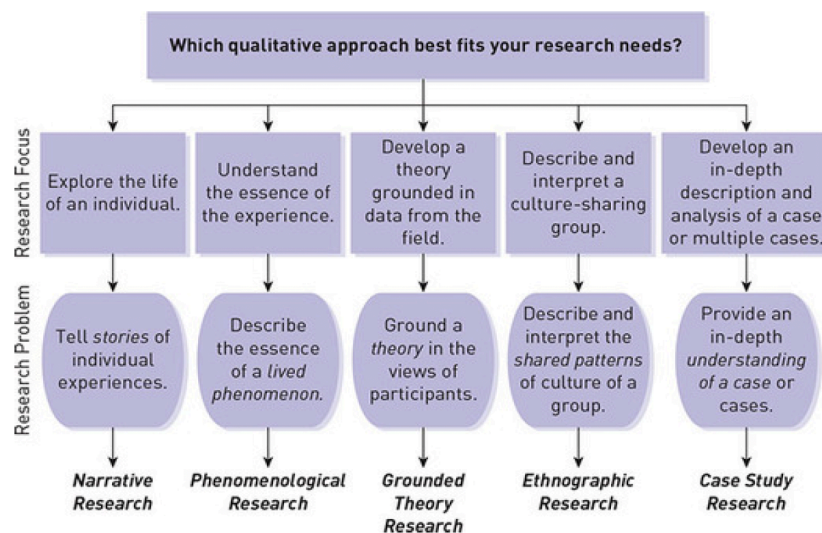 Which qualitative approach best fits your research needs?
Research Focus
Explore the life
of an individual.
Understand
the essence of
the experience.
Develop a
theory
grounded in
data from the
field.
Describe and
interpret a
culture-sharing
group.
Develop an
in-depth
description and
analysis of a case
or multiple cases.
Research Problem
Tell stories of
individual
experiences.
Describe
the essence
of a lived
phenomenon.
Ground a
theory in the
views of
participants.
Describe and
interpret the
shared patterns
of culture of a
group.
Provide an
in-depth
understanding
of a case or
cases.
Narrative
Research
Phenomenological
Research
Grounded
Theory
Research
Ethnographic
Research
Case Study
Research